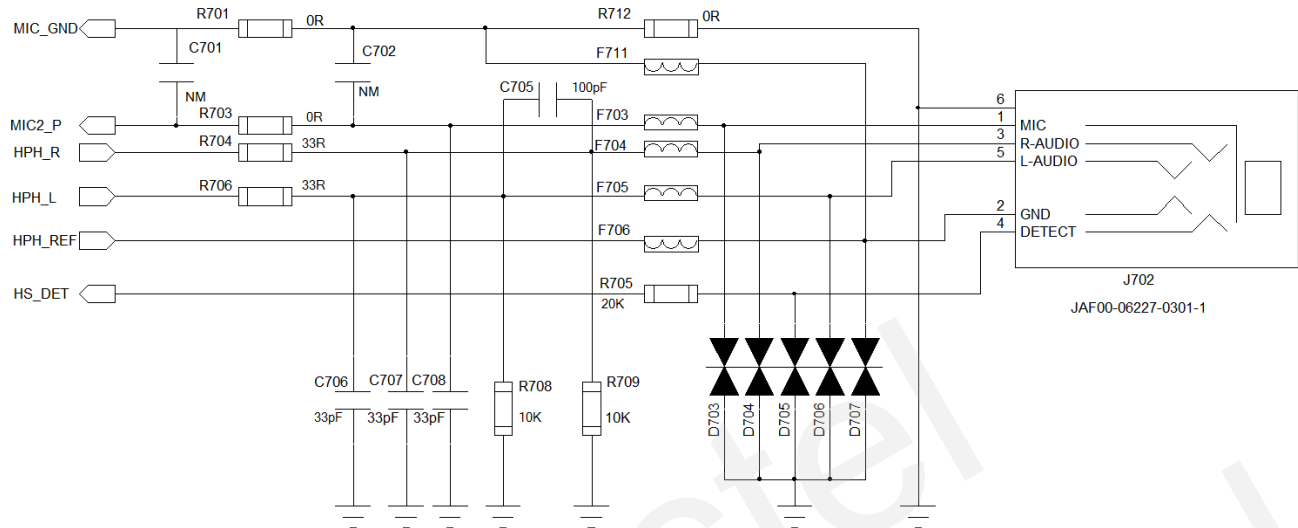 R701
0R
R712
0R
MIC_GND
C701
C702
F711
NM
NM
C705
100pF
MIC2_P
R703
0R
F703
R704
33R
F704
HPH_R
R706
33R
F705
HPH_L
F706
HPH_REF
HS_DET
R705
20K
6
1
MIC
3
R-AUDIO
5
L-AUDIO
2
GND
4
DETECT
J702
JAF00-06227-0301-1
C706
33pF
C707
33pF
C708
33pF
R708
10K
R709
10K
D703
D704
D705
D706
D707